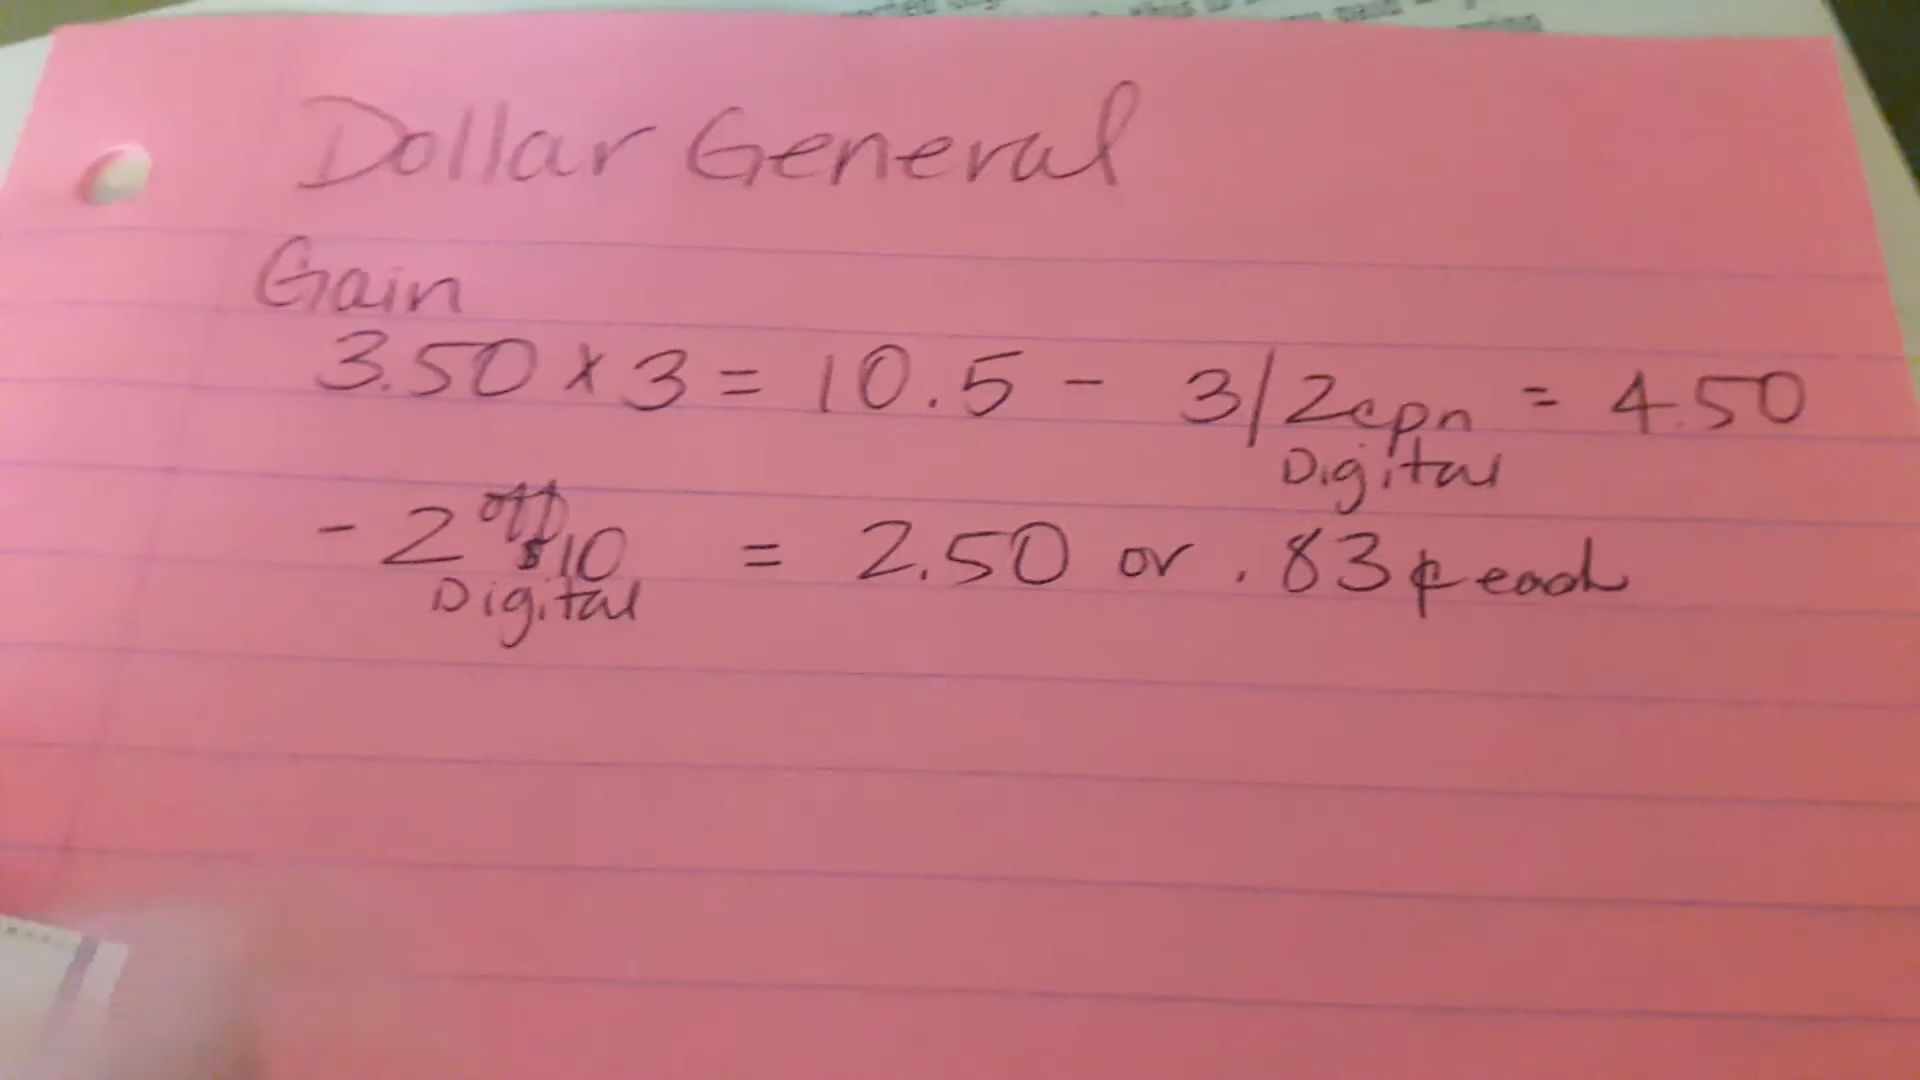 Dollar General
Gain
3.50 x 3 = 10.5 - 3/2cpn = 4.50
Digital
- 2 off $10 = 2.50 or .83¢ each
Digital